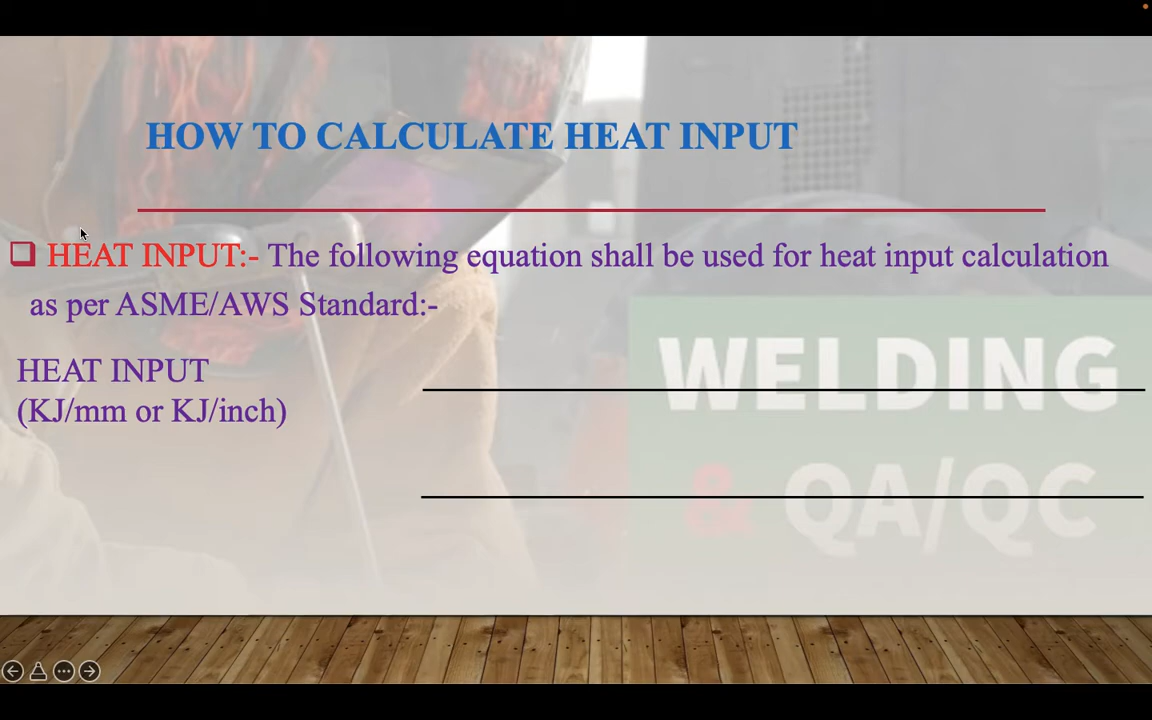 HOW TO CALCULATE HEAT INPUT
HEAT INPUT:- The following equation shall be used for heat input calculation
as per ASME/AWS Standard:-
HEAT INPUT
(KJ/mm or KJ/inch)
WELDING
& QA/QC